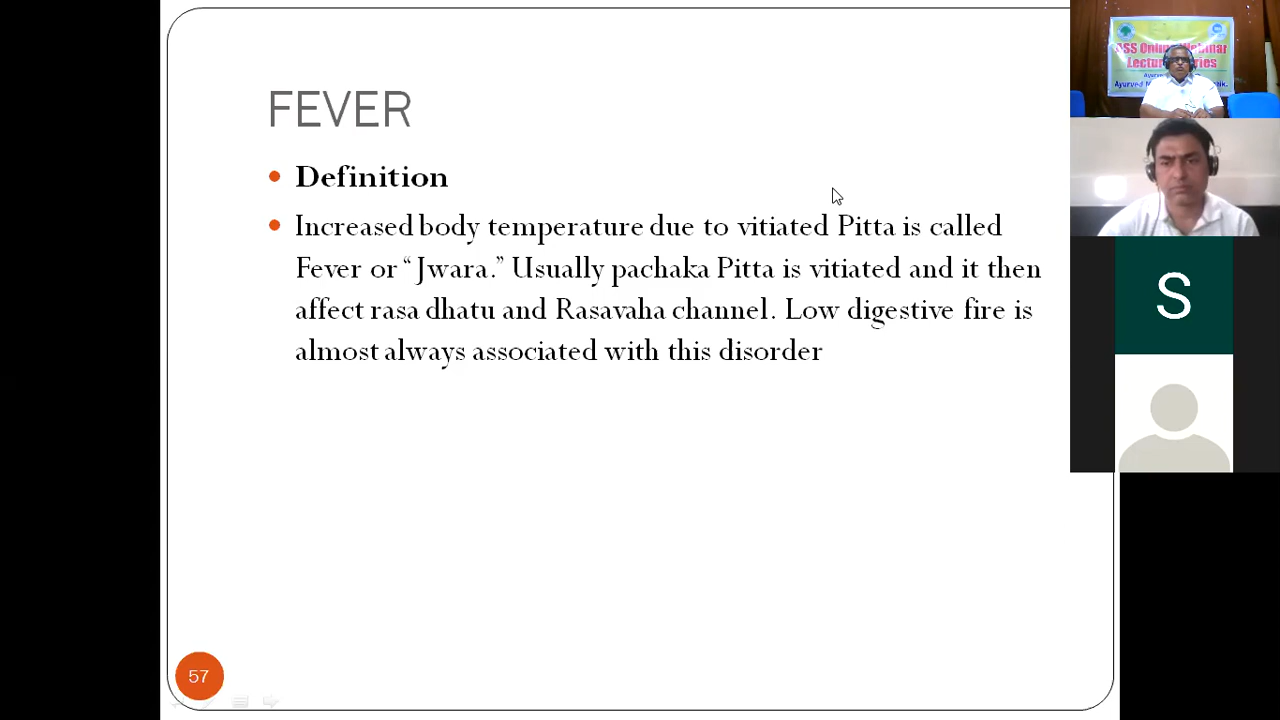 FEVER
Definition
Increased body temperature due to vitiated Pitta is called
Fever or “Jwara.” Usually pachaka Pitta is vitiated and it then
affect rasa dhatu and Rasavaha channel. Low digestive fire is
almost always associated with this disorder
57
Online Webinar
S